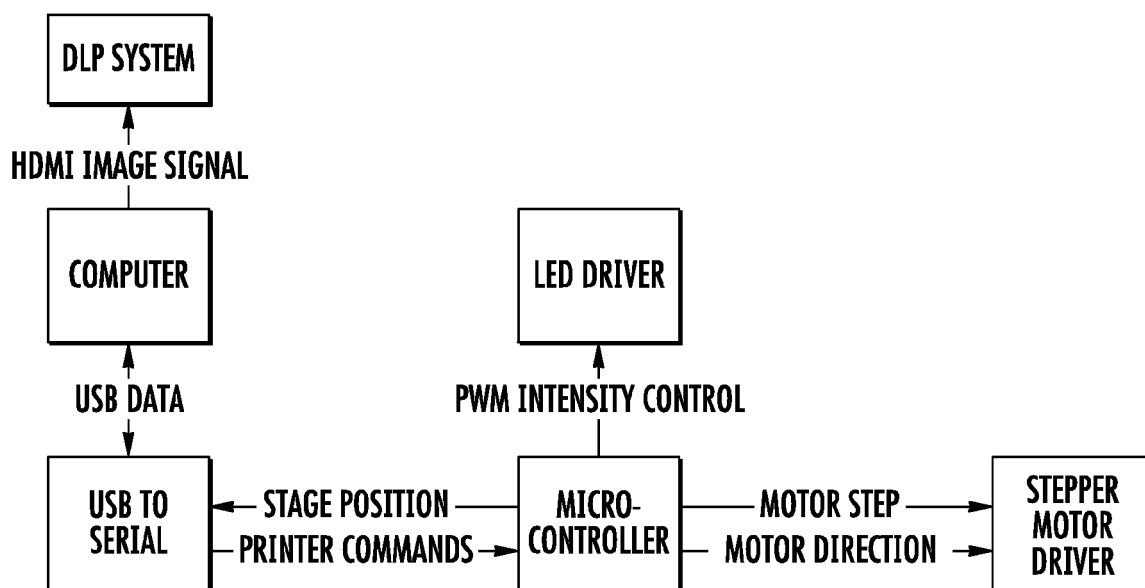 DLP SYSTEM
HDMI IMAGE SIGNAL
COMPUTER
LED DRIVER
USB DATA
PWM INTENSITY CONTROL
USB TO
SERIAL
STAGE POSITION
PRINTER COMMANDS
MICRO-
CONTROLLER
MOTOR STEP
MOTOR DIRECTION
STEPPER
MOTOR
DRIVER